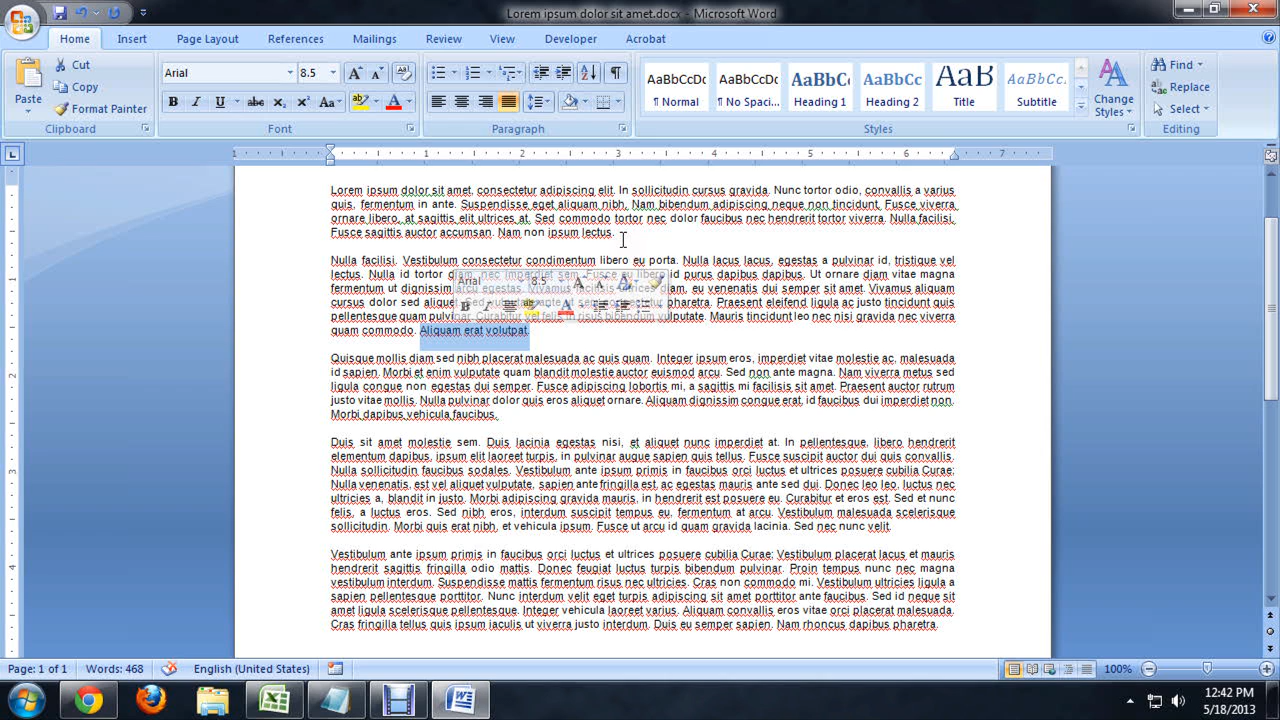 Lorem ipsum dolor sit amet.docx - Microsoft Word
Home Insert Page Layout References Mailings Review View Developer Acrobat
Paste
Cut
Copy
Format Painter
Clipboard
Arial 8.5
B I U abc x₂ x² Aa A
Font
Paragraph
AaBbCcDc AaBbCcDc AaBbCc AaBbCc AaB AaBbCc
¶ Normal ¶ No Spaci... Heading 1 Heading 2 Title Subtitle
Change Styles
Styles
Find
Replace
Select
Editing
1 1 2 3 4 5 6 7
Lorem ipsum dolor sit amet, consectetur adipiscing elit. In sollicitudin cursus gravida. Nunc tortor odio, convallis a varius
quis, fermentum in ante. Suspendisse eget aliquam nibh. Nam bibendum adipiscing neque non tincidunt. Fusce viverra
ornare libero, at sagittis elit ultrices at. Sed commodo tortor nec dolor faucibus nec hendrerit tortor viverra. Nulla facilisi.
Fusce sagittis auctor accumsan. Nam non ipsum lectus.
Nulla facilisi. Vestibulum consectetur condimentum libero eu porta. Nulla lacus lacus, egestas a pulvinar id, tristique vel
lectus. Nulla id tortor diam, nec imperdiet sem. Fusce eu libero id purus dapibus dapibus. Ut ornare diam vitae magna
fermentum ut dignissim arcu egestas. Vivamus facilisis ultricies diam, eu venenatis dui semper sit amet. Vivamus aliquam
cursus dolor sed aliquet. Sed vulputate ante ut sem pharetra. Praesent eleifend ligula ac justo tincidunt quis
pellentesque quam pulvinar. Curabitur vel felis in risus bibendum vulputate. Mauris tincidunt leo nec nisi gravida nec viverra
quam commodo. Aliquam erat volutpat.
Arial 8.5
B I
Quisque mollis diam sed nibh placerat malesuada ac quis quam. Integer ipsum eros, imperdiet vitae molestie ac, malesuada
id sapien. Morbi et enim vulputate quam blandit molestie auctor euismod arcu. Sed non ante magna. Nam viverra metus sed
ligula congue non egestas dui semper. Fusce adipiscing lobortis mi, a sagittis mi facilisis sit amet. Praesent auctor rutrum
justo vitae mollis. Nulla pulvinar dolor quis eros aliquet ornare. Aliquam dignissim congue erat, id faucibus dui imperdiet non.
Morbi dapibus vehicula faucibus.
Duis sit amet molestie sem. Duis lacinia egestas nisi, et aliquet nunc imperdiet at. In pellentesque, libero hendrerit
elementum dapibus, ipsum elit laoreet turpis, in pulvinar augue sapien quis tellus. Fusce suscipit auctor dui quis convallis.
Nulla sollicitudin faucibus sodales. Vestibulum ante ipsum primis in faucibus orci luctus et ultrices posuere cubilia Curae;
Nulla venenatis, est vel aliquet vulputate, sapien ante fringilla est, ac egestas mauris ante sed dui. Donec leo leo, luctus nec
ultricies a, blandit in justo. Morbi adipiscing gravida mauris, in hendrerit est posuere eu. Curabitur et eros est. Sed et nunc
felis, a luctus eros. Sed nibh eros, interdum suscipit tempus eu, fermentum at arcu. Vestibulum malesuada scelerisque
sollicitudin. Morbi quis erat nibh, et vehicula ipsum. Fusce ut arcu id quam gravida lacinia. Sed nec nunc velit.
Vestibulum ante ipsum primis in faucibus orci luctus et ultrices posuere cubilia Curae; Vestibulum placerat lacus et mauris
hendrerit sagittis fringilla odio mattis. Donec feugiat luctus turpis bibendum pulvinar. Proin tempus nunc nec magna
vestibulum interdum. Suspendisse mattis fermentum risus nec ultricies. Cras non commodo mi. Vestibulum ultricies ligula a
sapien pellentesque porttitor. Nunc interdum velit eget turpis adipiscing sit amet porttitor ante faucibus. Sed id neque sit
amet ligula scelerisque pellentesque. Integer vehicula laoreet varius. Aliquam convallis eros vitae orci placerat malesuada.
Cras fringilla tellus quis ipsum iaculis ut viverra justo interdum. Duis eu semper sapien. Nam rhoncus dapibus pharetra.
Page: 1 of 1 Words: 468 English (United States) 100%
12:42 PM
5/18/2013